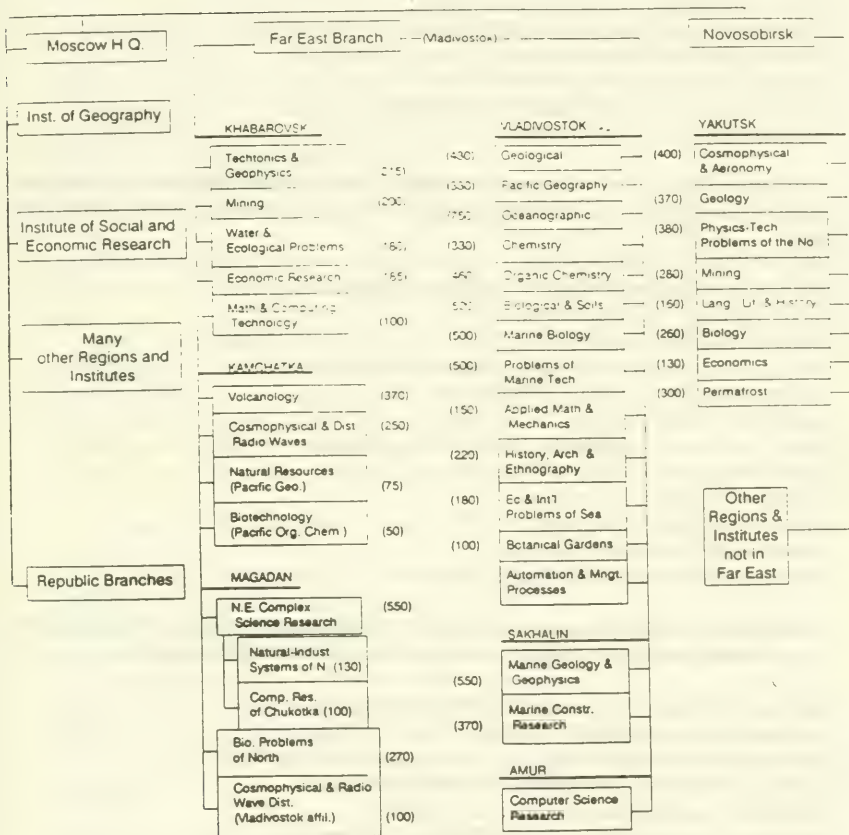 Moscow H.Q.
Far East Branch
(Vladivostok)
Novosobirsk
Inst. of Geography
Institute of Social and
Economic Research
Many
other Regions and
Institutes
Republic Branches
KHABAROVSK
Techtonics &
Geophysics
Mining
Water &
Ecological Problems
Economic Research
Math & Computing
Technology (100)
KAMCHATKA
Volcanology (370)
Cosmophysical & Dist (250)
Radio Waves
Natural Resources
(Pacific Geo.) (75)
Biotechnology
(Pacific Org. Chem.) (50)
MAGADAN
N.E. Complex (550)
Science Research
Natural-Indust
Systems of N. (130)
Comp. Res.
of Chukotka (100)
Bio. Problems
of North (270)
Cosmophysical & Radio
Wave Dist.
(Vladivostok affil.) (100)
VLADIVOSTOK
Geological
Pacific Geography
Oceanographic
(330) Chemistry
Organic Chemistry
Biological & Soils
(500) Marine Biology
(500) Problems of
Marine Tech
(150) Applied Math &
Mechanics
(220) History, Arch. &
Ethnography
(180) Ec & Int'l
Problems of Sea
(100) Botanical Gardens
Automation & Mngt.
Processes
SAKHALIN
Marine Geology &
(550) Geophysics
Marine Constr.
(370) Research
AMUR
Computer Science
Research
YAKUTSK
(400) Cosmophysical
& Aeronomy
(370) Geology
(380) Physics-Tech
Problems of the No
(280) Mining
(160) Lang., Lit. & History
(260) Biology
(130) Economics
(300) Permafrost
Other
Regions &
Institutes
not in
Far East